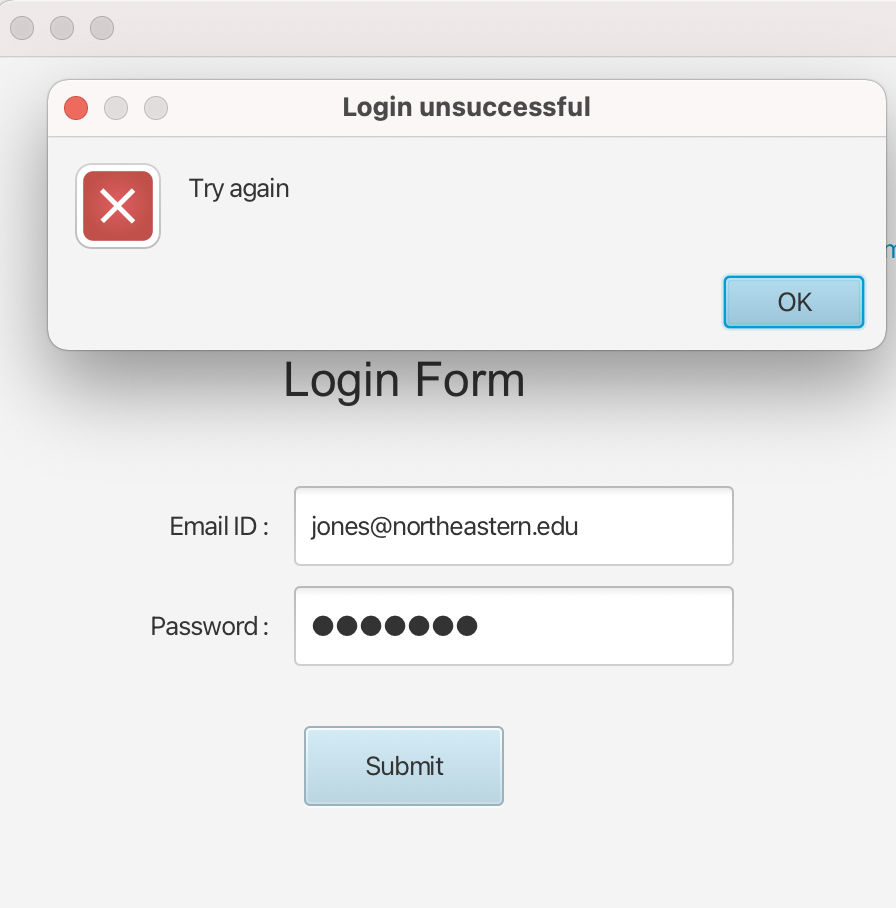 Login unsuccessful
Try again
OK
Login Form
Email ID :
jones@northeastern.edu
Password :
Submit